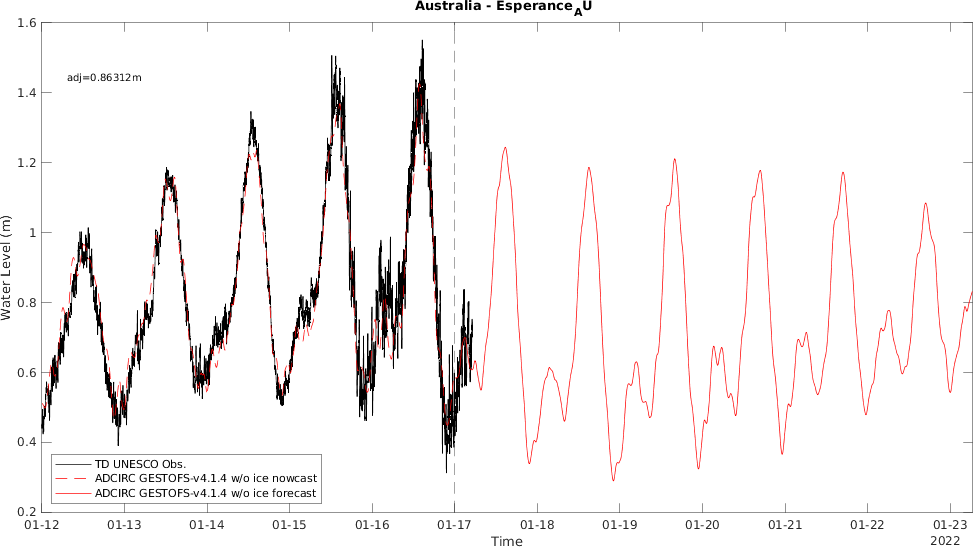 Australia - Esperance_AU
adj=0.86312m
Water Level (m)
1.6
1.4
1.2
1
0.8
0.6
0.4
0.2
TD UNESCO Obs.
ADCIRC GESTOFS-v4.1.4 w/o ice nowcast
ADCIRC GESTOFS-v4.1.4 w/o ice forecast
01-12 01-13 01-14 01-15 01-16 01-17 01-18 01-19 01-20 01-21 01-22 01-23
Time
2022